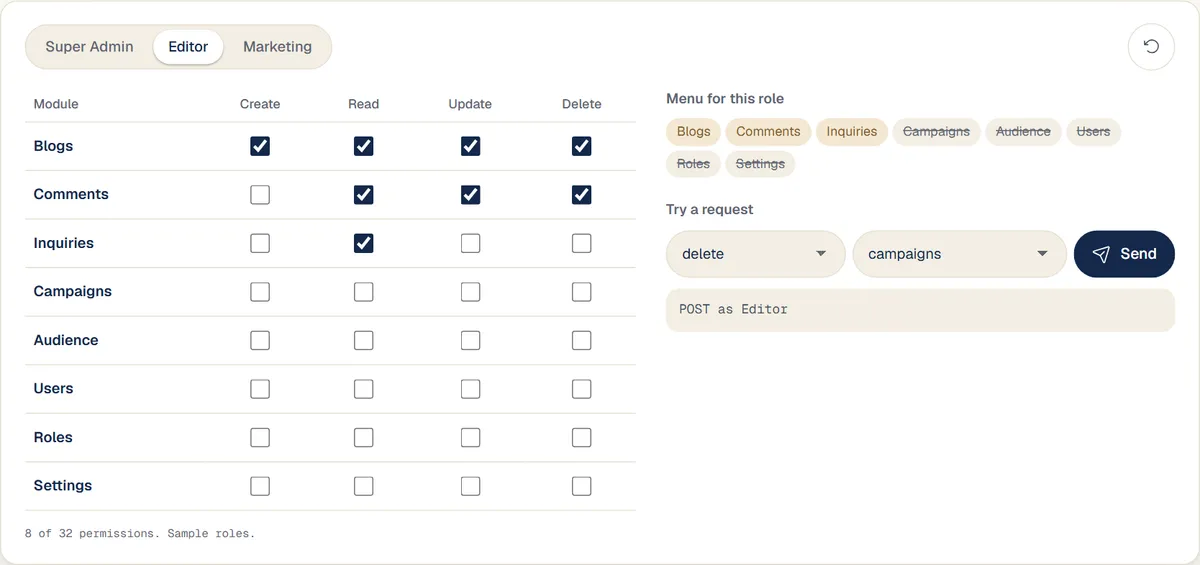 Super Admin Editor Marketing
Module Create Read Update Delete
Blogs
Comments
Inquiries
Campaigns
Audience
Users
Roles
Settings
8 of 32 permissions. Sample roles.
Menu for this role
Blogs Comments Inquiries Campaigns Audience Users
Roles Settings
Try a request
delete campaigns Send
POST as Editor